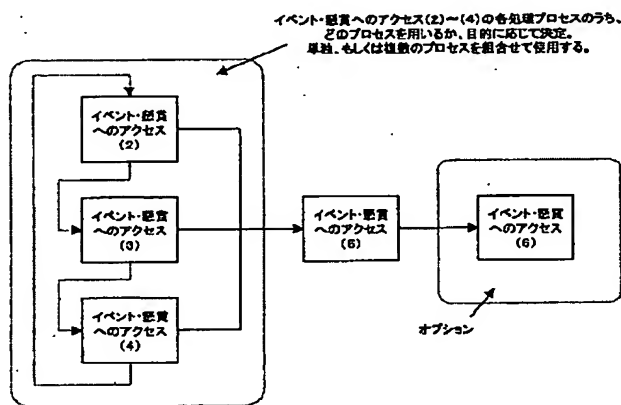 イベント・懸賞へのアクセス(2)～(4)の各処理プロセスのうち、
どのプロセスを用いるか、目的に応じて決定。
単独、もしくは複数のプロセスを組合せて使用する。
イベント・懸賞
へのアクセス
(2)
イベント・懸賞
へのアクセス
(3)
イベント・懸賞
へのアクセス
(4)
イベント・懸賞
へのアクセス
(5)
イベント・懸賞
へのアクセス
(6)
オプション